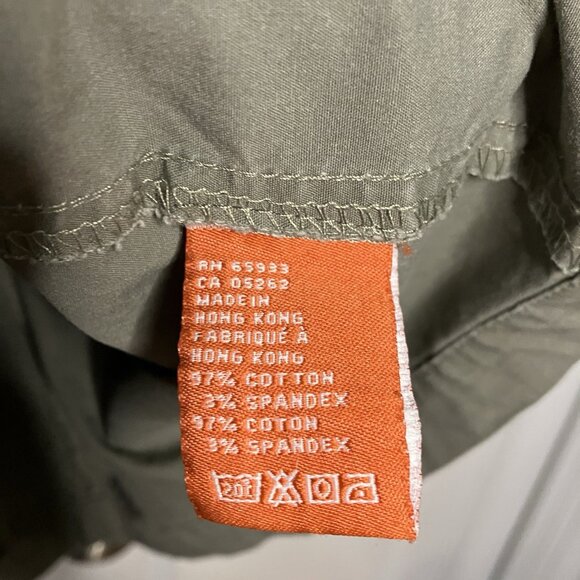 RN 65933
CA 05262
MADE IN
HONG KONG
FABRIQUÉ À
HONG KONG
97% COTTON
3% SPANDEX
97% COTON
3% SPANDEX